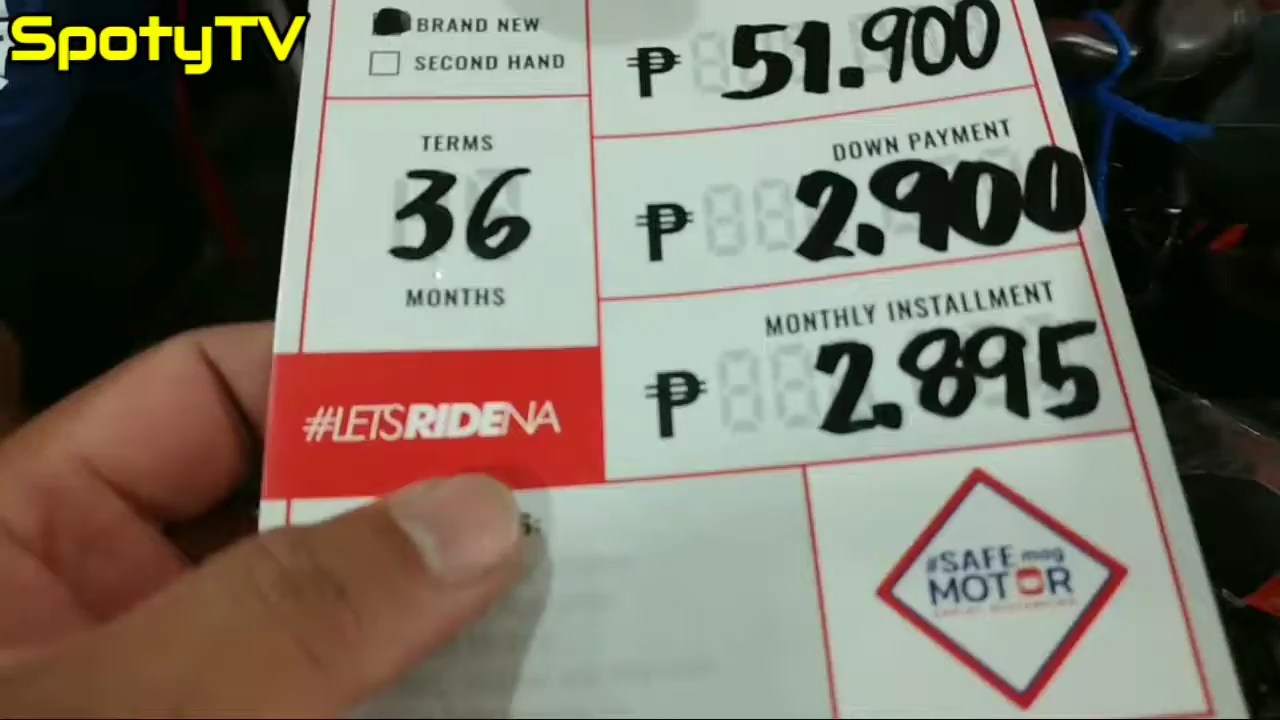 SpotyTV
BRAND NEW
SECOND HAND
₱ 51.900
TERMS
36
MONTHS
DOWN PAYMENT
₱ 2.900
MONTHLY INSTALLMENT
₱ 2.895
#LETSRIDENA
S:
#SAFE mag
MOTOR